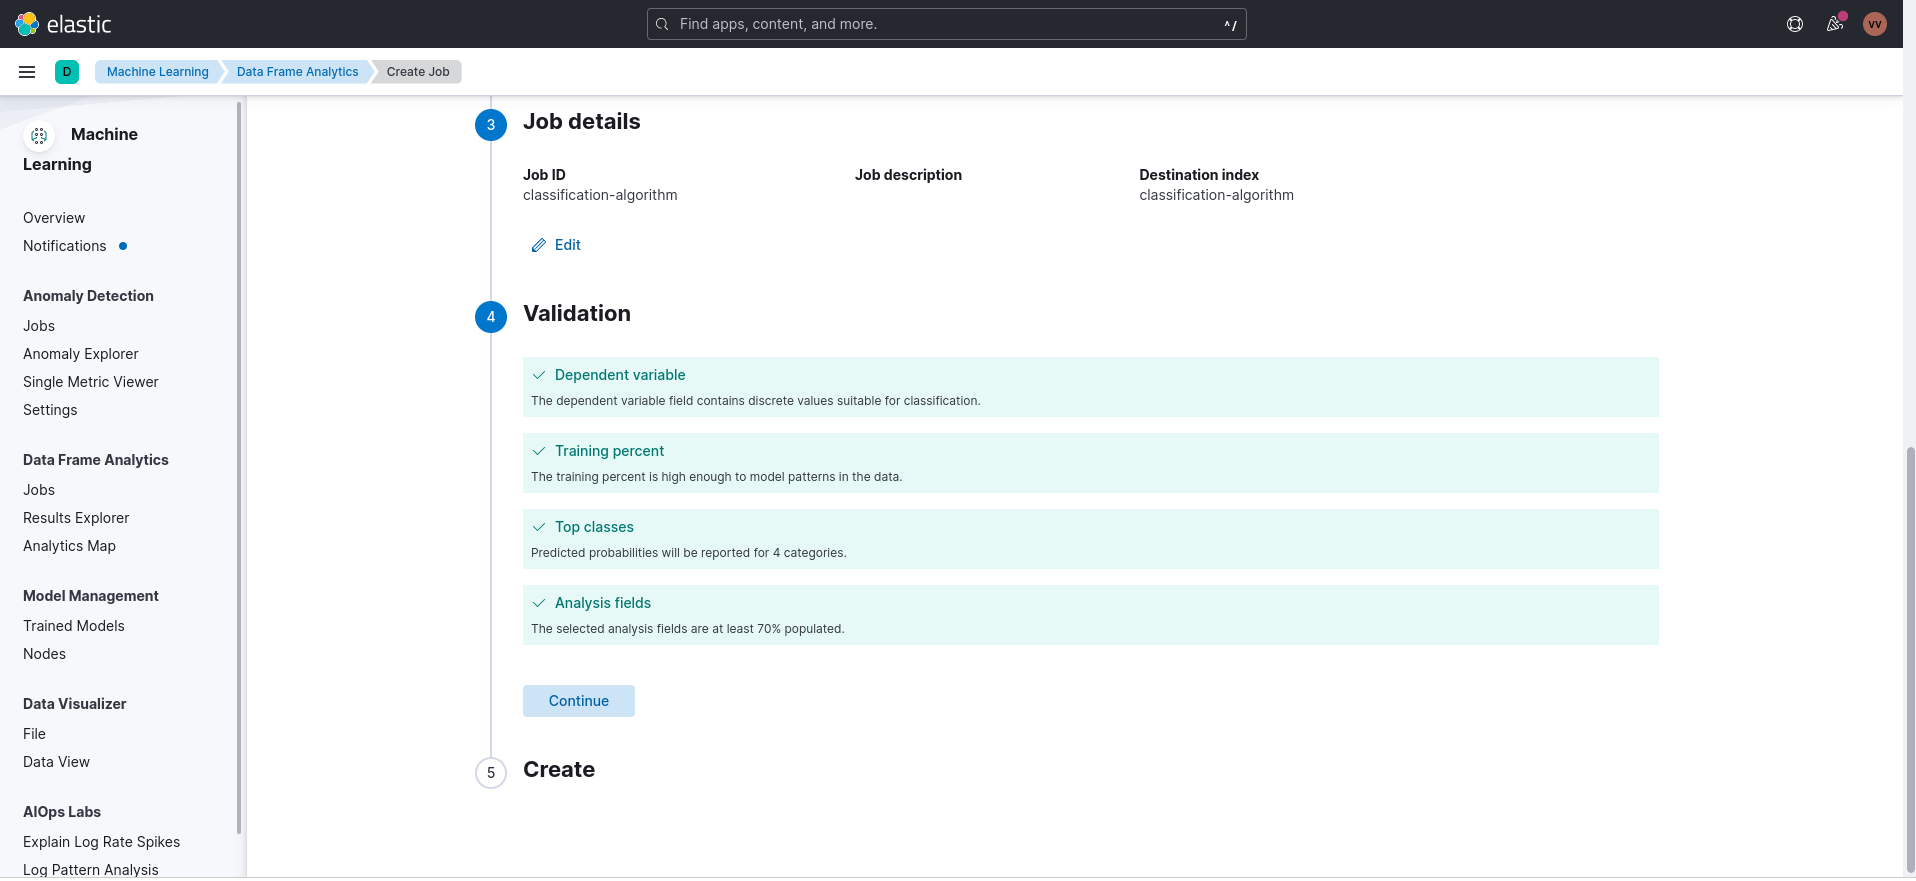 elastic
Find apps, content, and more.
^/
VV
D
Machine Learning
Data Frame Analytics
Create Job
Machine
Learning
Overview
Notifications
Anomaly Detection
Jobs
Anomaly Explorer
Single Metric Viewer
Settings
Data Frame Analytics
Jobs
Results Explorer
Analytics Map
Model Management
Trained Models
Nodes
Data Visualizer
File
Data View
AIOps Labs
Explain Log Rate Spikes
Log Pattern Analysis
3
Job details
Job ID
classification-algorithm
Job description
Destination index
classification-algorithm
Edit
4
Validation
Dependent variable
The dependent variable field contains discrete values suitable for classification.
Training percent
The training percent is high enough to model patterns in the data.
Top classes
Predicted probabilities will be reported for 4 categories.
Analysis fields
The selected analysis fields are at least 70% populated.
Continue
5
Create